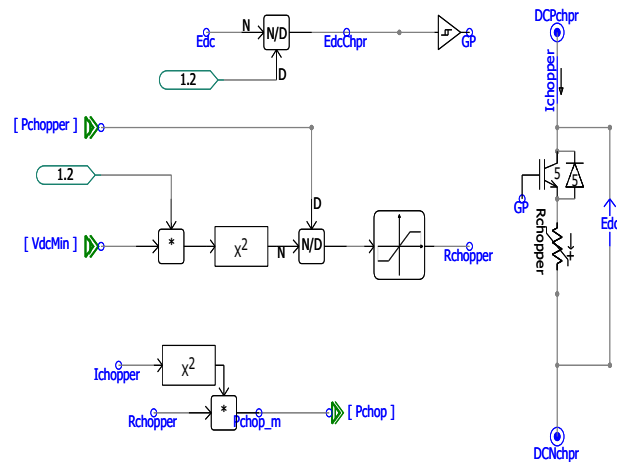 DCPchpr
Edc
N
N/D
EdcChpr
GP
1.2
D
Ichopper
[ Pchopper ]
1.2
5
5
D
GP
[ VdcMin ]
*
X2
N
N/D
Rchopper
Rchopper
+
Edc
Ichopper
X2
Rchopper
*
Pchop_m
[ Pchop ]
DCNchpr